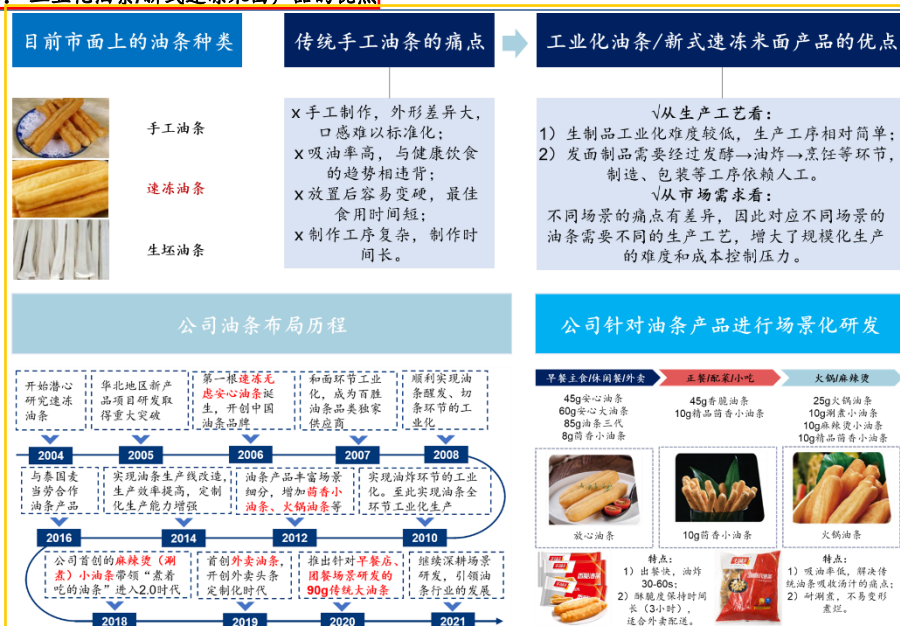 工业化油条/新式速冻米面产品的优点
目前市面上的油条种类
传统手工油条的痛点
工业化油条/新式速冻米面产品的优点
手工油条
速冻油条
生坯油条
x 手工制作，外形差异大，
口感难以标准化；
x 吸油率高，与健康饮食
的趋势相违背；
x 放置后容易变硬，最佳
食用时间短；
x 制作工序复杂，制作时
间长。
√从生产工艺看：
1）生制品工业化难度较低，生产工序相对简单；
2）发面制品需要经过发酵→油炸→烹饪等环节，
制造、包装等工序依赖人工。
√从市场需求看：
不同场景的痛点有差异，因此对应不同场景的
油条需要不同的生产工艺，增大了规模化生产
的难度和成本控制压力。
公司油条布局历程
开始潜心
研究速冻
油条
华北地区新产
品项目研发取
得重大突破
第一根速冻无
虑安心油条诞
生，开创中国
油条品牌
和面环节工业
化，成为百胜
油条品类独家
供应商
顺利实现油
条醒发、切
条环节的工
业化
2004
2005
2006
2007
2008
与泰国麦
当劳合作
油条产品
实现油条生产线改造，
生产效率提高，定制
化生产能力增强
油条产品丰富场景
细分，增加茴香小
油条、火锅油条等
实现油炸环节的工业
化。至此实现油条全
环节工业化生产
2016
2014
2012
2010
公司首创的麻辣烫（涮
煮）小油条带领“煮着
吃的油条”进入2.0时代
首创外卖油条，
开创外卖头条
定制化时代
推出针对早餐店、
团餐场景研发的
90g传统大油条
继续深耕场景
研发，引领油
条行业的发展
2018
2019
2020
2021
公司针对油条产品进行场景化研发
早餐主食/休闲餐/外卖
正餐/配菜/小吃
火锅/麻辣烫
45g安心油条
60g安心大油条
85g油条三代
8g茴香小油条
45g香脆油条
10g精品茴香小油条
25g火锅油条
10g涮煮小油条
10g麻辣烫小油条
10g精品茴香小油条
放心油条
10g茴香小油条
火锅油条
特点：
1）出餐快，油炸
30-60s；
2）酥脆度保持时间
长（3小时），
适合外卖配送。
特点：
1）吸油率低，解决传
统油条吸收汤汁的痛点；
2）耐涮煮，不易变形
煮烂。